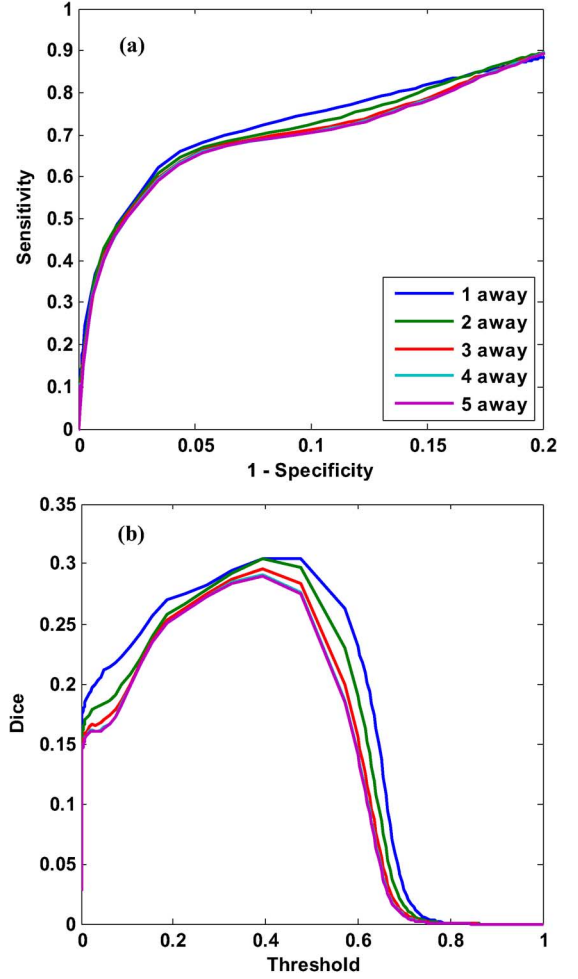 (a)
1
0.9
0.8
0.7
0.6
0.5
0.4
0.3
0.2
0.1
0
Sensitivity
1 away
2 away
3 away
4 away
5 away
0 0.05 0.1 0.15 0.2
1 - Specificity
(b)
0.35
0.3
0.25
0.2
0.15
0.1
0.05
0
Dice
0 0.2 0.4 0.6 0.8 1
Threshold